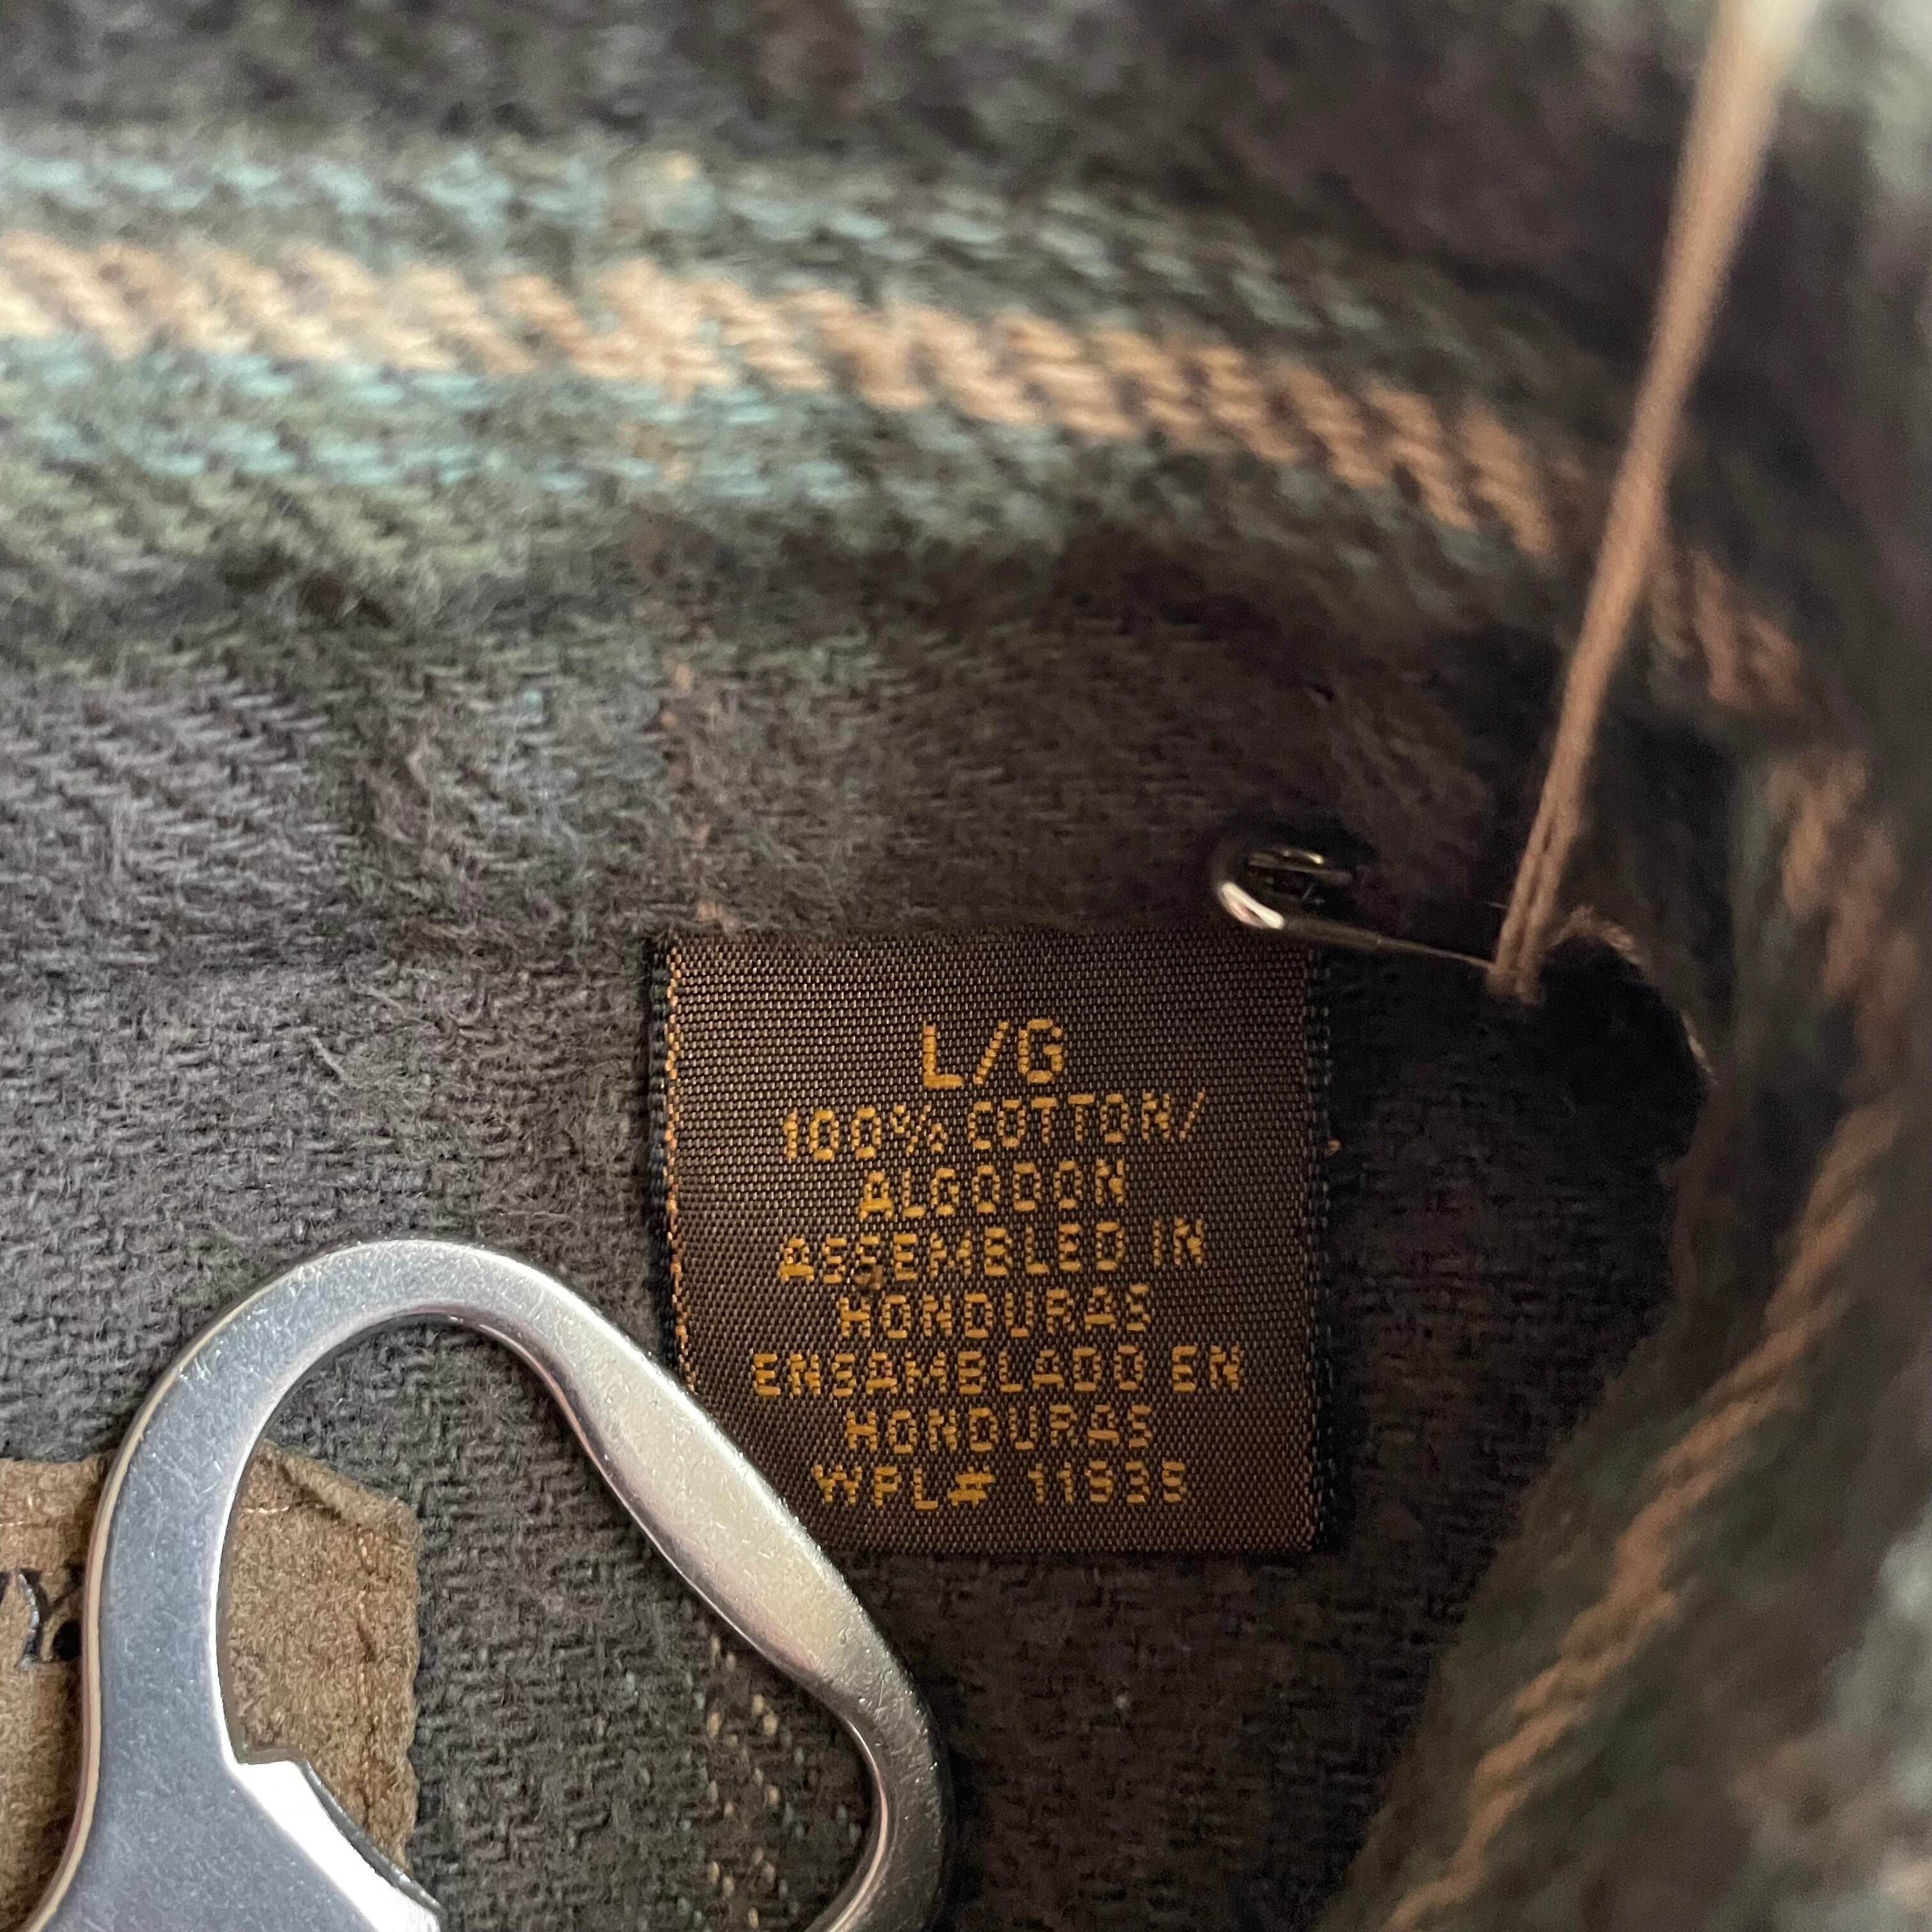 L/G
100% COTTON/
ALGODON
ASSEMBLED IN
HONDURAS
ENSAMBLADO EN
HONDURAS
WPL# 11935